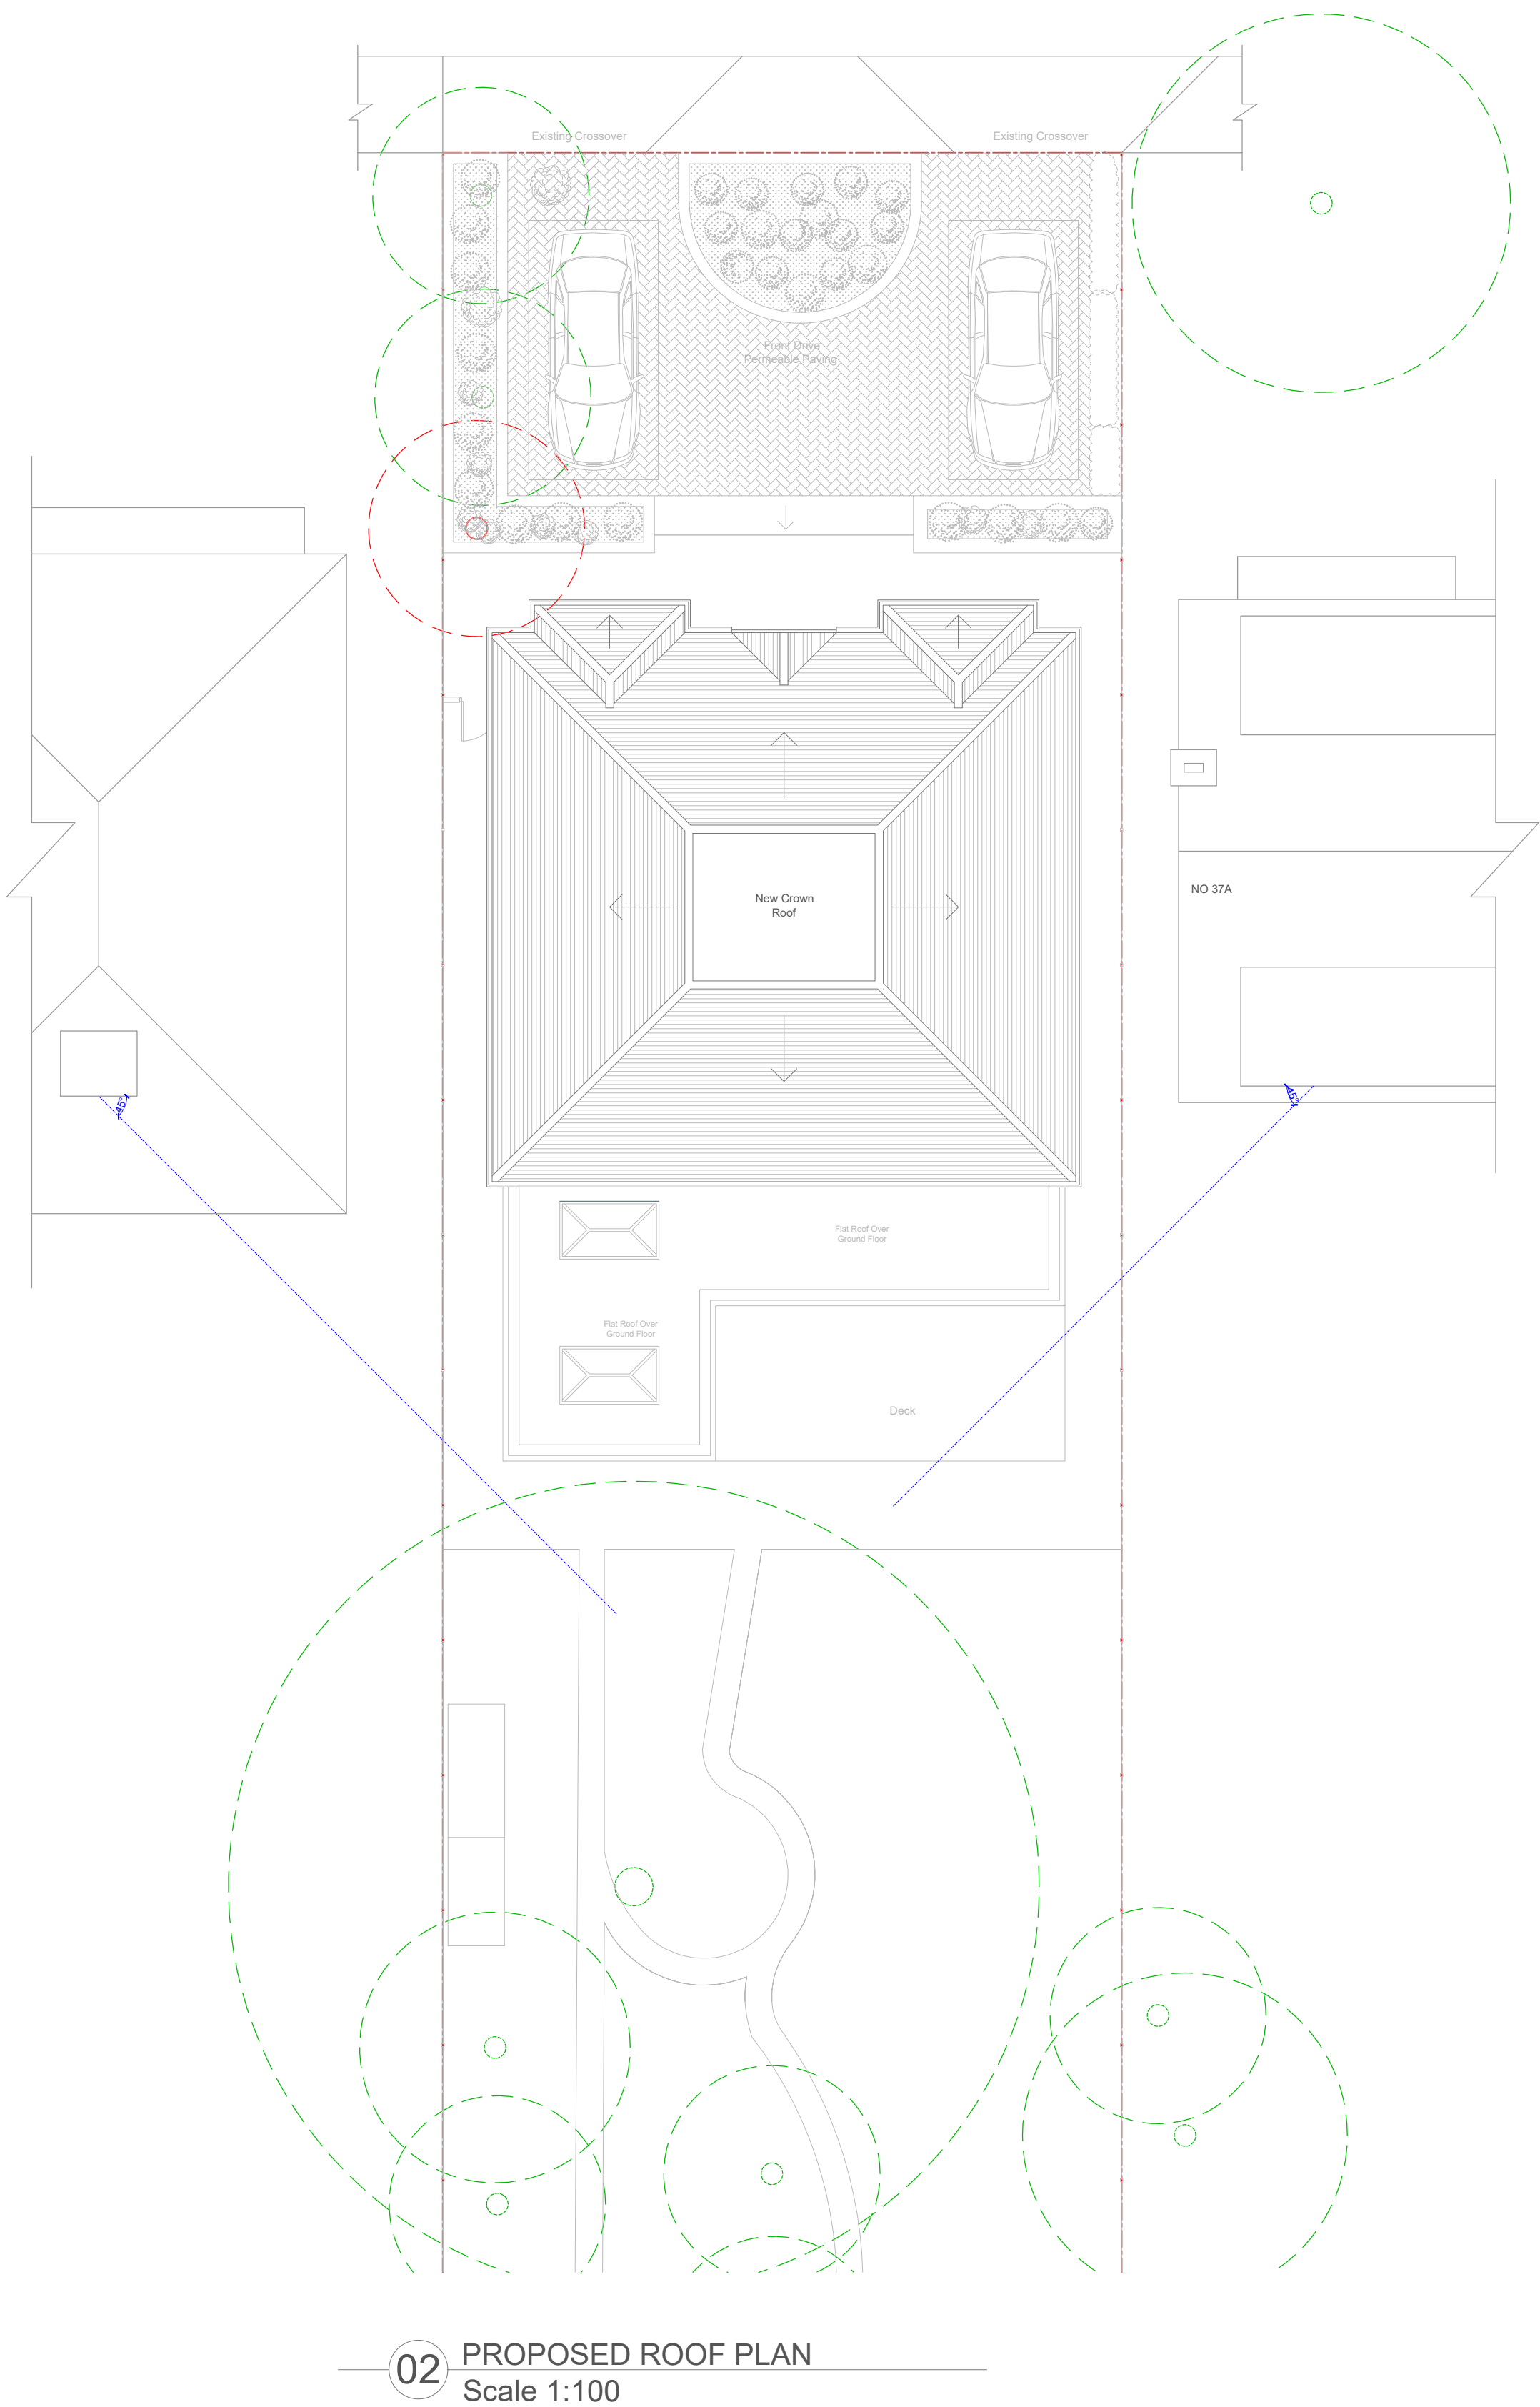 Existing Crossover
Existing Crossover
Front Drive
Permeable Paving
New Crown
Roof
NO 37A
45°
45°
Flat Roof Over
Ground Floor
Flat Roof Over
Ground Floor
Deck
02
PROPOSED ROOF PLAN
Scale 1:100